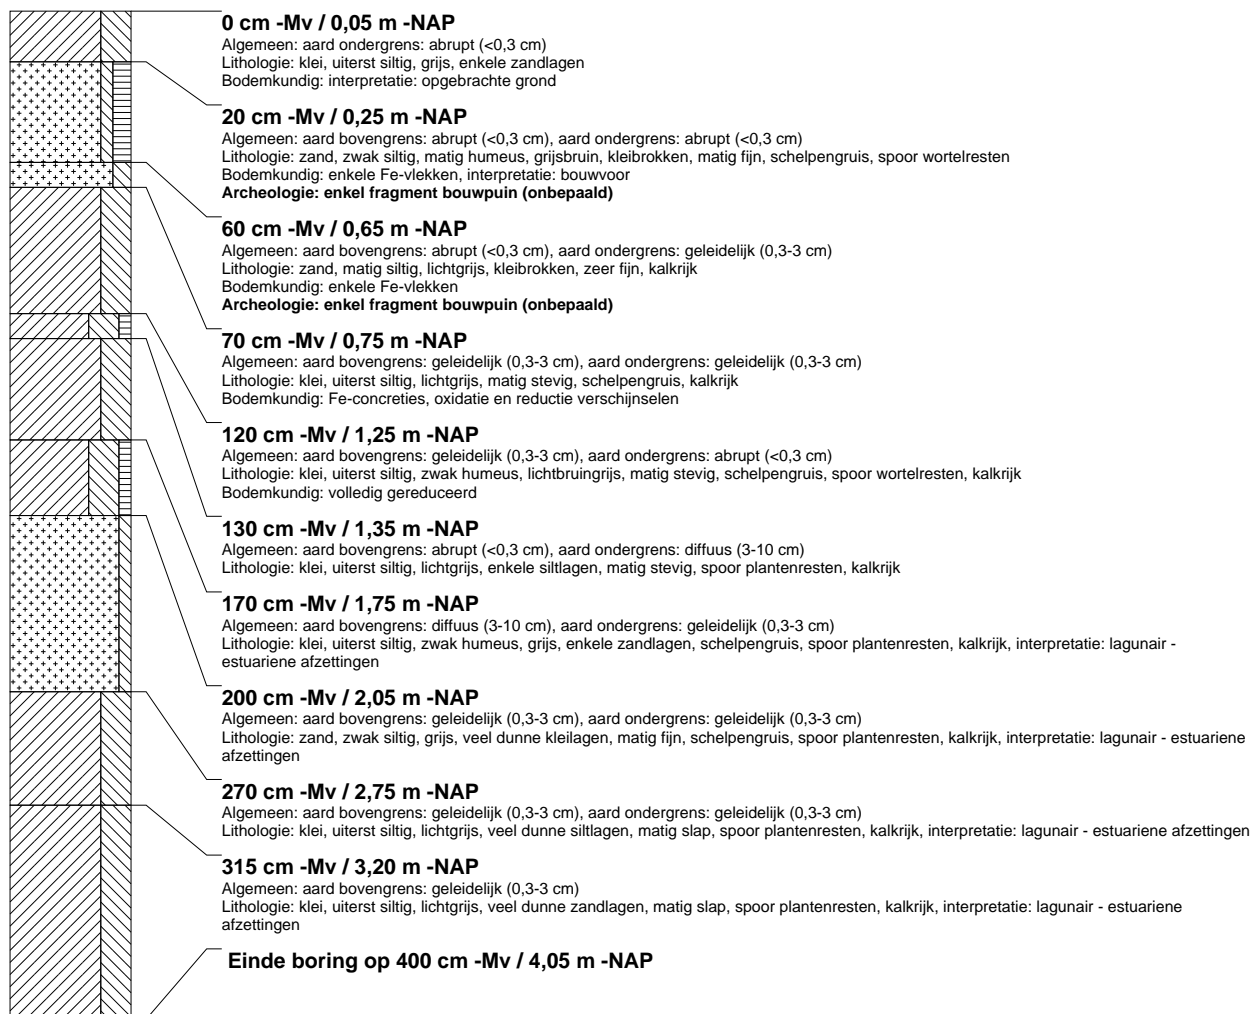 0 cm -Mv / 0,05 m -NAP
Algemeen: aard ondergrens: abrupt (<0,3 cm)
Lithologie: klei, uiterst siltig, grijs, enkele zandlagen
Bodemkundig: interpretatie: opgebrachte grond
20 cm -Mv / 0,25 m -NAP
Algemeen: aard bovengrens: abrupt (<0,3 cm), aard ondergrens: abrupt (<0,3 cm)
Lithologie: zand, zwak siltig, matig humeus, grijsbruin, kleibrokken, matig fijn, schelpengruis, spoor wortelresten
Bodemkundig: enkele Fe-vlekken, interpretatie: bouwvoor
Archeologie: enkel fragment bouwpuin (onbepaald)
60 cm -Mv / 0,65 m -NAP
Algemeen: aard bovengrens: abrupt (<0,3 cm), aard ondergrens: geleidelijk (0,3-3 cm)
Lithologie: zand, matig siltig, lichtgrijs, kleibrokken, zeer fijn, kalkrijk
Bodemkundig: enkele Fe-vlekken
Archeologie: enkel fragment bouwpuin (onbepaald)
70 cm -Mv / 0,75 m -NAP
Algemeen: aard bovengrens: geleidelijk (0,3-3 cm), aard ondergrens: geleidelijk (0,3-3 cm)
Lithologie: klei, uiterst siltig, lichtgrijs, matig stevig, schelpengruis, kalkrijk
Bodemkundig: Fe-concreties, oxidatie en reductie verschijnselen
120 cm -Mv / 1,25 m -NAP
Algemeen: aard bovengrens: geleidelijk (0,3-3 cm), aard ondergrens: abrupt (<0,3 cm)
Lithologie: klei, uiterst siltig, zwak humeus, lichtbruingrijs, matig stevig, schelpengruis, spoor wortelresten, kalkrijk
Bodemkundig: volledig gereduceerd
130 cm -Mv / 1,35 m -NAP
Algemeen: aard bovengrens: abrupt (<0,3 cm), aard ondergrens: diffuus (3-10 cm)
Lithologie: klei, uiterst siltig, lichtgrijs, enkele siltlagen, matig stevig, spoor plantenresten, kalkrijk
170 cm -Mv / 1,75 m -NAP
Algemeen: aard bovengrens: diffuus (3-10 cm), aard ondergrens: geleidelijk (0,3-3 cm)
Lithologie: klei, uiterst siltig, zwak humeus, grijs, enkele zandlagen, schelpengruis, spoor plantenresten, kalkrijk, interpretatie: lagunair -
estuariene afzettingen
200 cm -Mv / 2,05 m -NAP
Algemeen: aard bovengrens: geleidelijk (0,3-3 cm), aard ondergrens: geleidelijk (0,3-3 cm)
Lithologie: zand, zwak siltig, grijs, veel dunne kleilagen, matig fijn, schelpengruis, spoor plantenresten, kalkrijk, interpretatie: lagunair - estuariene
afzettingen
270 cm -Mv / 2,75 m -NAP
Algemeen: aard bovengrens: geleidelijk (0,3-3 cm), aard ondergrens: geleidelijk (0,3-3 cm)
Lithologie: klei, uiterst siltig, lichtgrijs, veel dunne siltlagen, matig slap, spoor plantenresten, kalkrijk, interpretatie: lagunair - estuariene afzettingen
315 cm -Mv / 3,20 m -NAP
Algemeen: aard bovengrens: geleidelijk (0,3-3 cm)
Lithologie: klei, uiterst siltig, lichtgrijs, veel dunne zandlagen, matig slap, spoor plantenresten, kalkrijk, interpretatie: lagunair - estuariene
afzettingen
Einde boring op 400 cm -Mv / 4,05 m -NAP